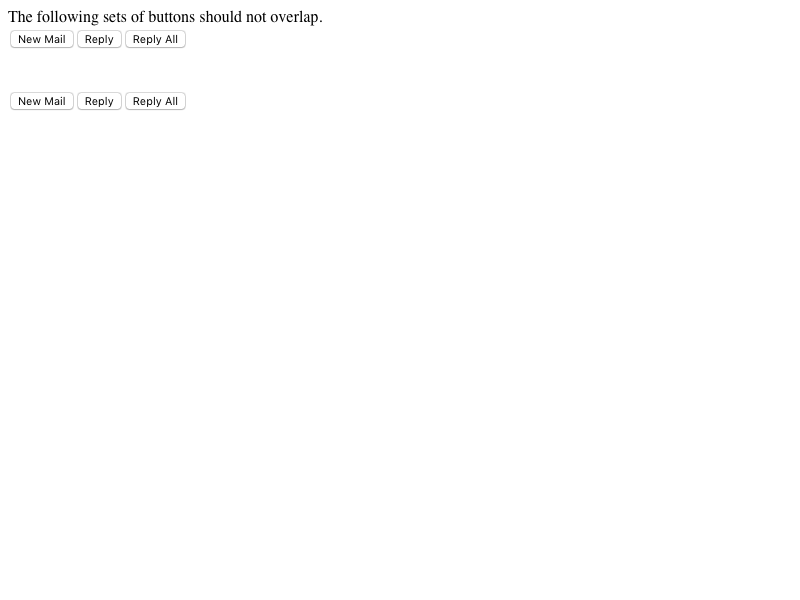 The following sets of buttons should not overlap.
New Mail Reply Reply All
New Mail Reply Reply All